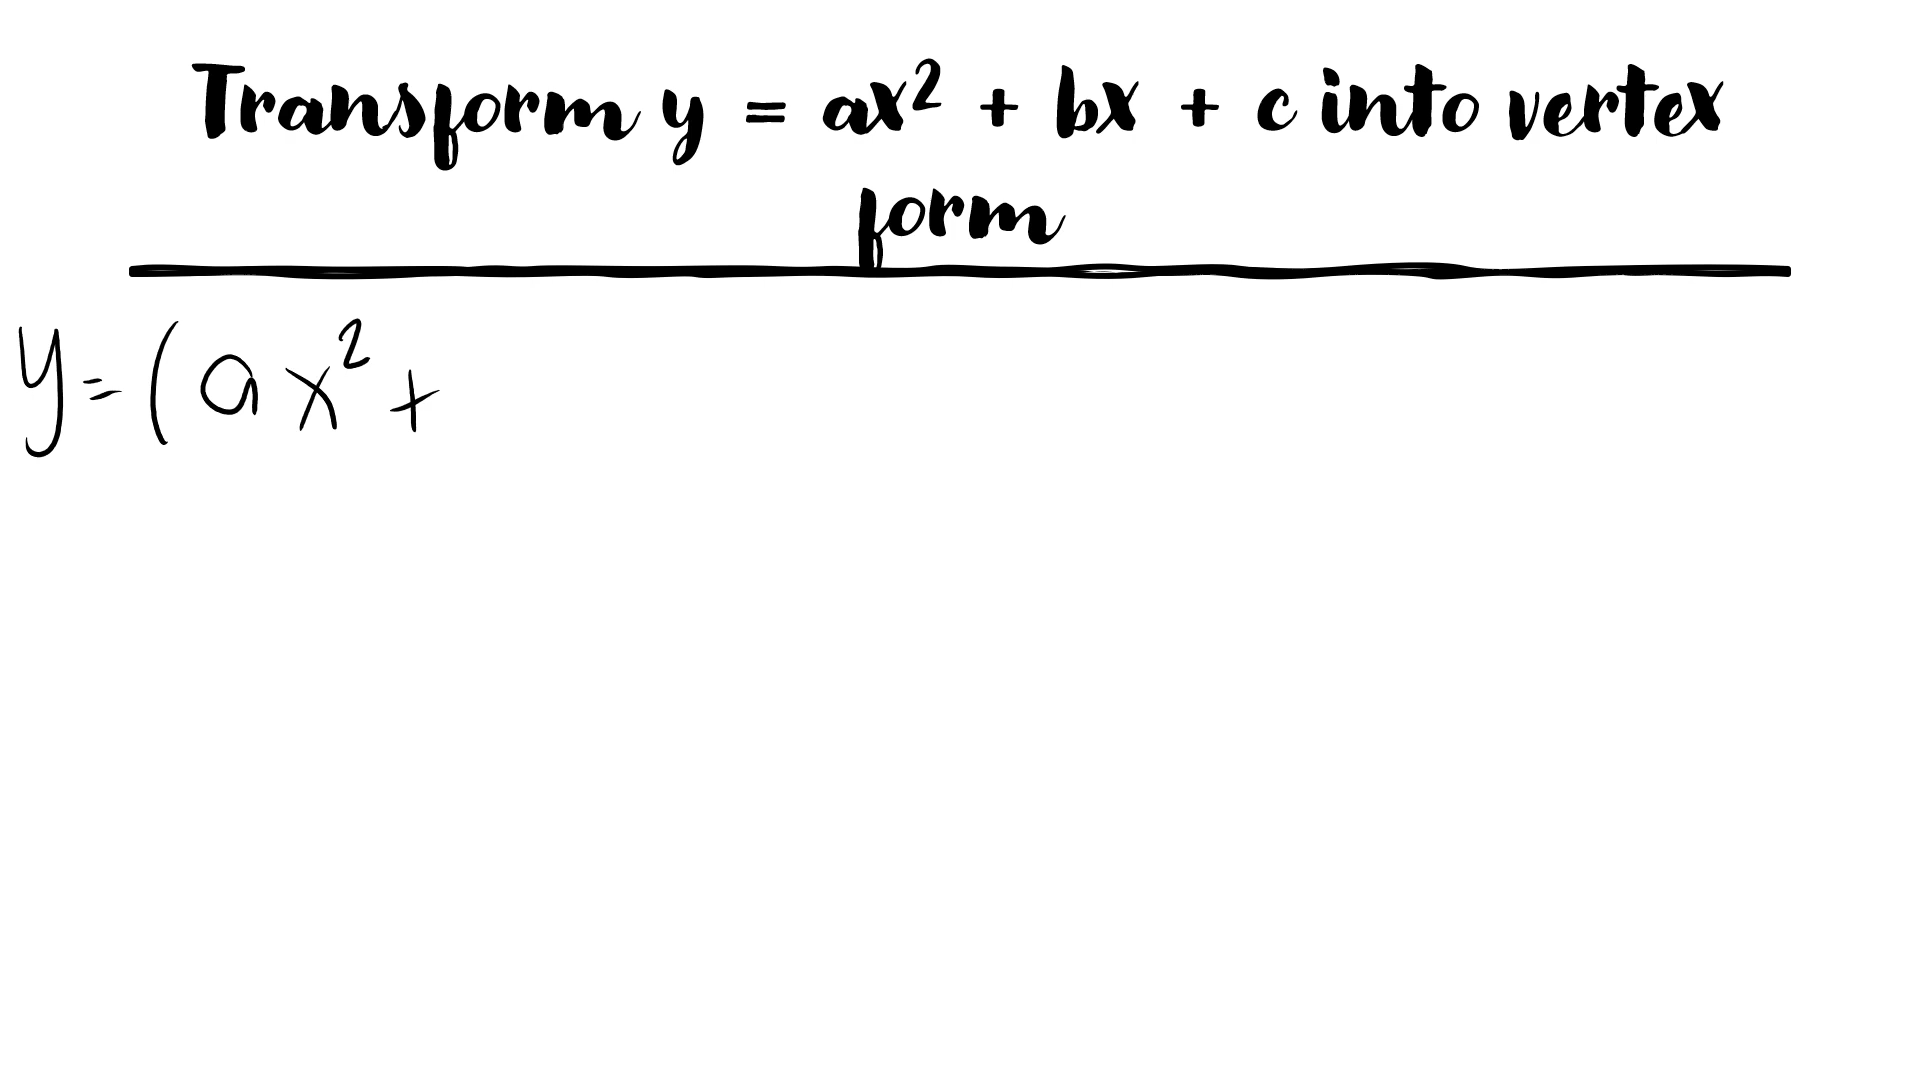 Transform y = ax² + bx + c into vertex
form
y = (ax² +